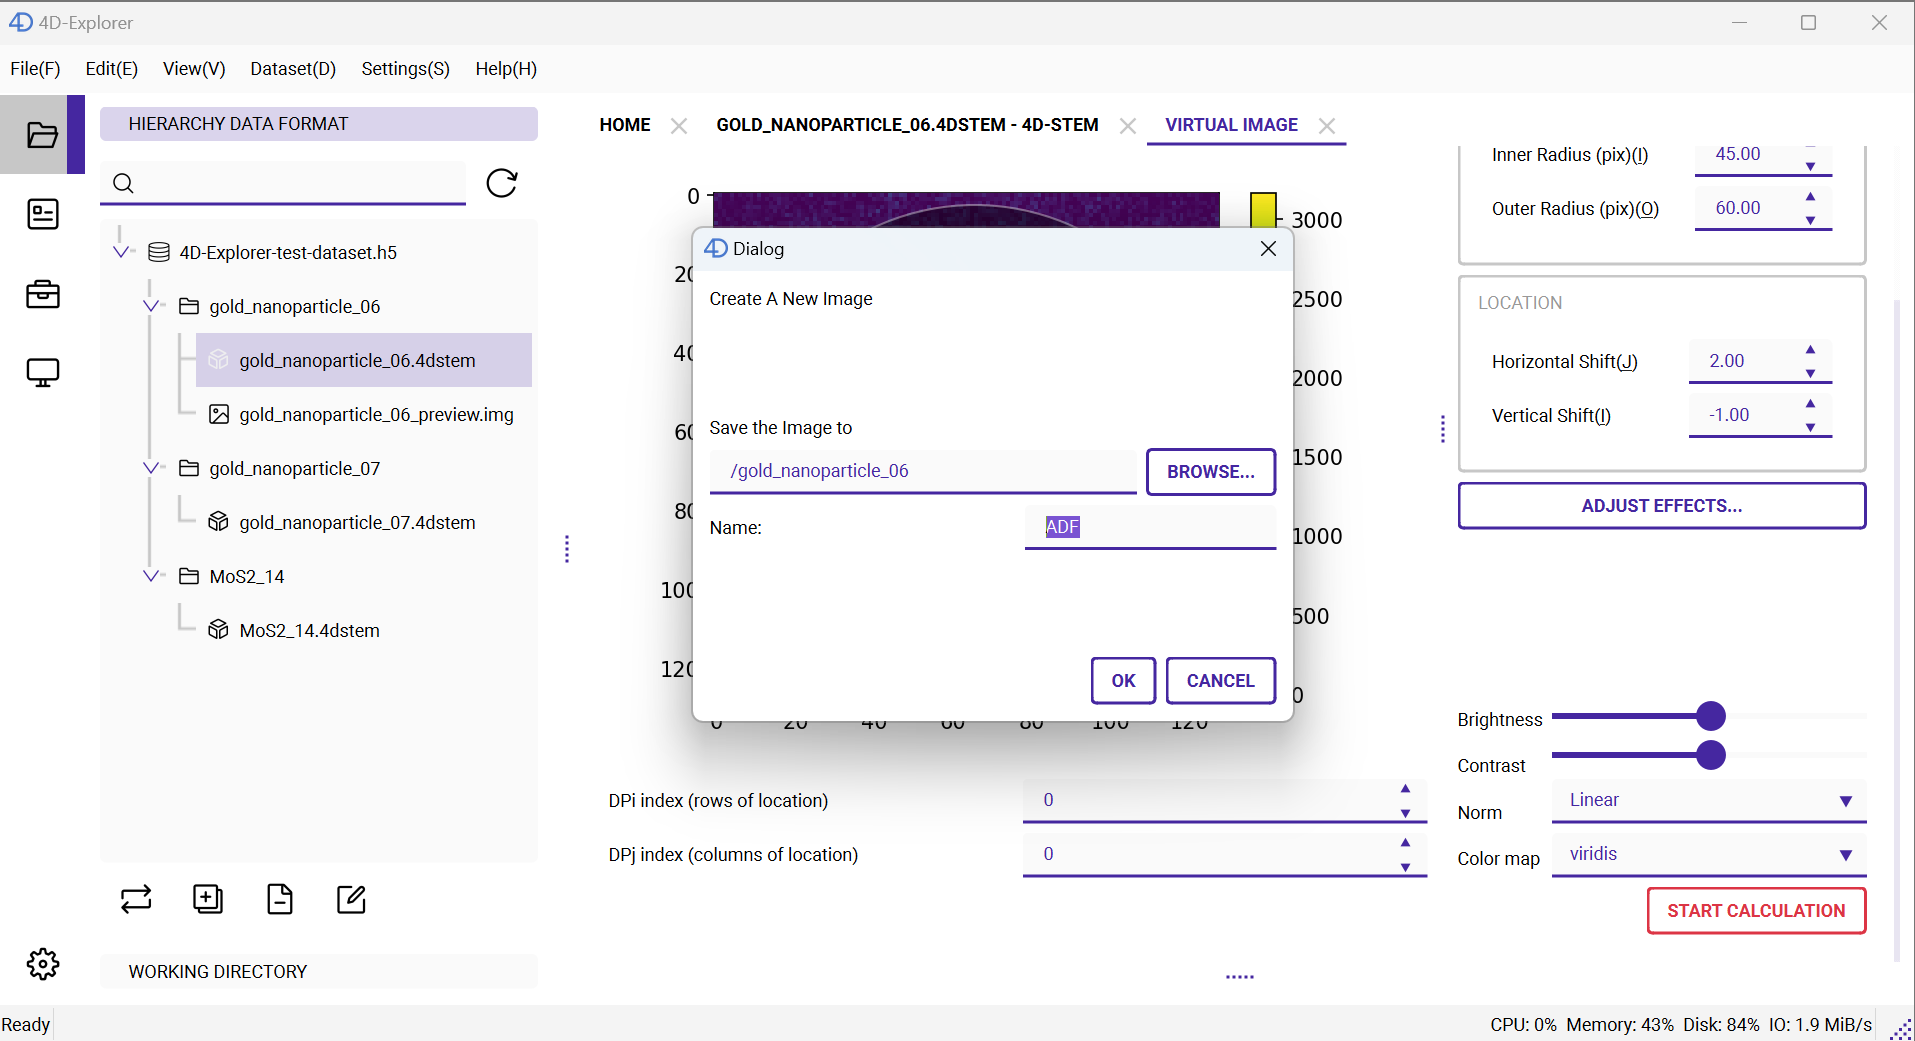 4D-Explorer
File(F) Edit(E) View(V) Dataset(D) Settings(S) Help(H)
HIERARCHY DATA FORMAT
4D-Explorer-test-dataset.h5
gold_nanoparticle_06
gold_nanoparticle_06.4dstem
gold_nanoparticle_06_preview.img
gold_nanoparticle_07
gold_nanoparticle_07.4dstem
MoS2_14
MoS2_14.4dstem
WORKING DIRECTORY
HOME GOLD_NANOPARTICLE_06.4DSTEM - 4D-STEM VIRTUAL IMAGE
0
20
40
60
80
100
120
0 20 40 60 80 100 120
3000
2500
2000
1500
1000
500
0
4D Dialog
Create A New Image
Save the Image to
/gold_nanoparticle_06 BROWSE...
Name: ADF
OK CANCEL
DPi index (rows of location) 0
DPj index (columns of location) 0
Inner Radius (pix)(I) 45.00
Outer Radius (pix)(O) 60.00
LOCATION
Horizontal Shift(J) 2.00
Vertical Shift(I) -1.00
ADJUST EFFECTS...
Brightness
Contrast
Norm Linear
Color map viridis
START CALCULATION
Ready CPU: 0% Memory: 43% Disk: 84% IO: 1.9 MiB/s